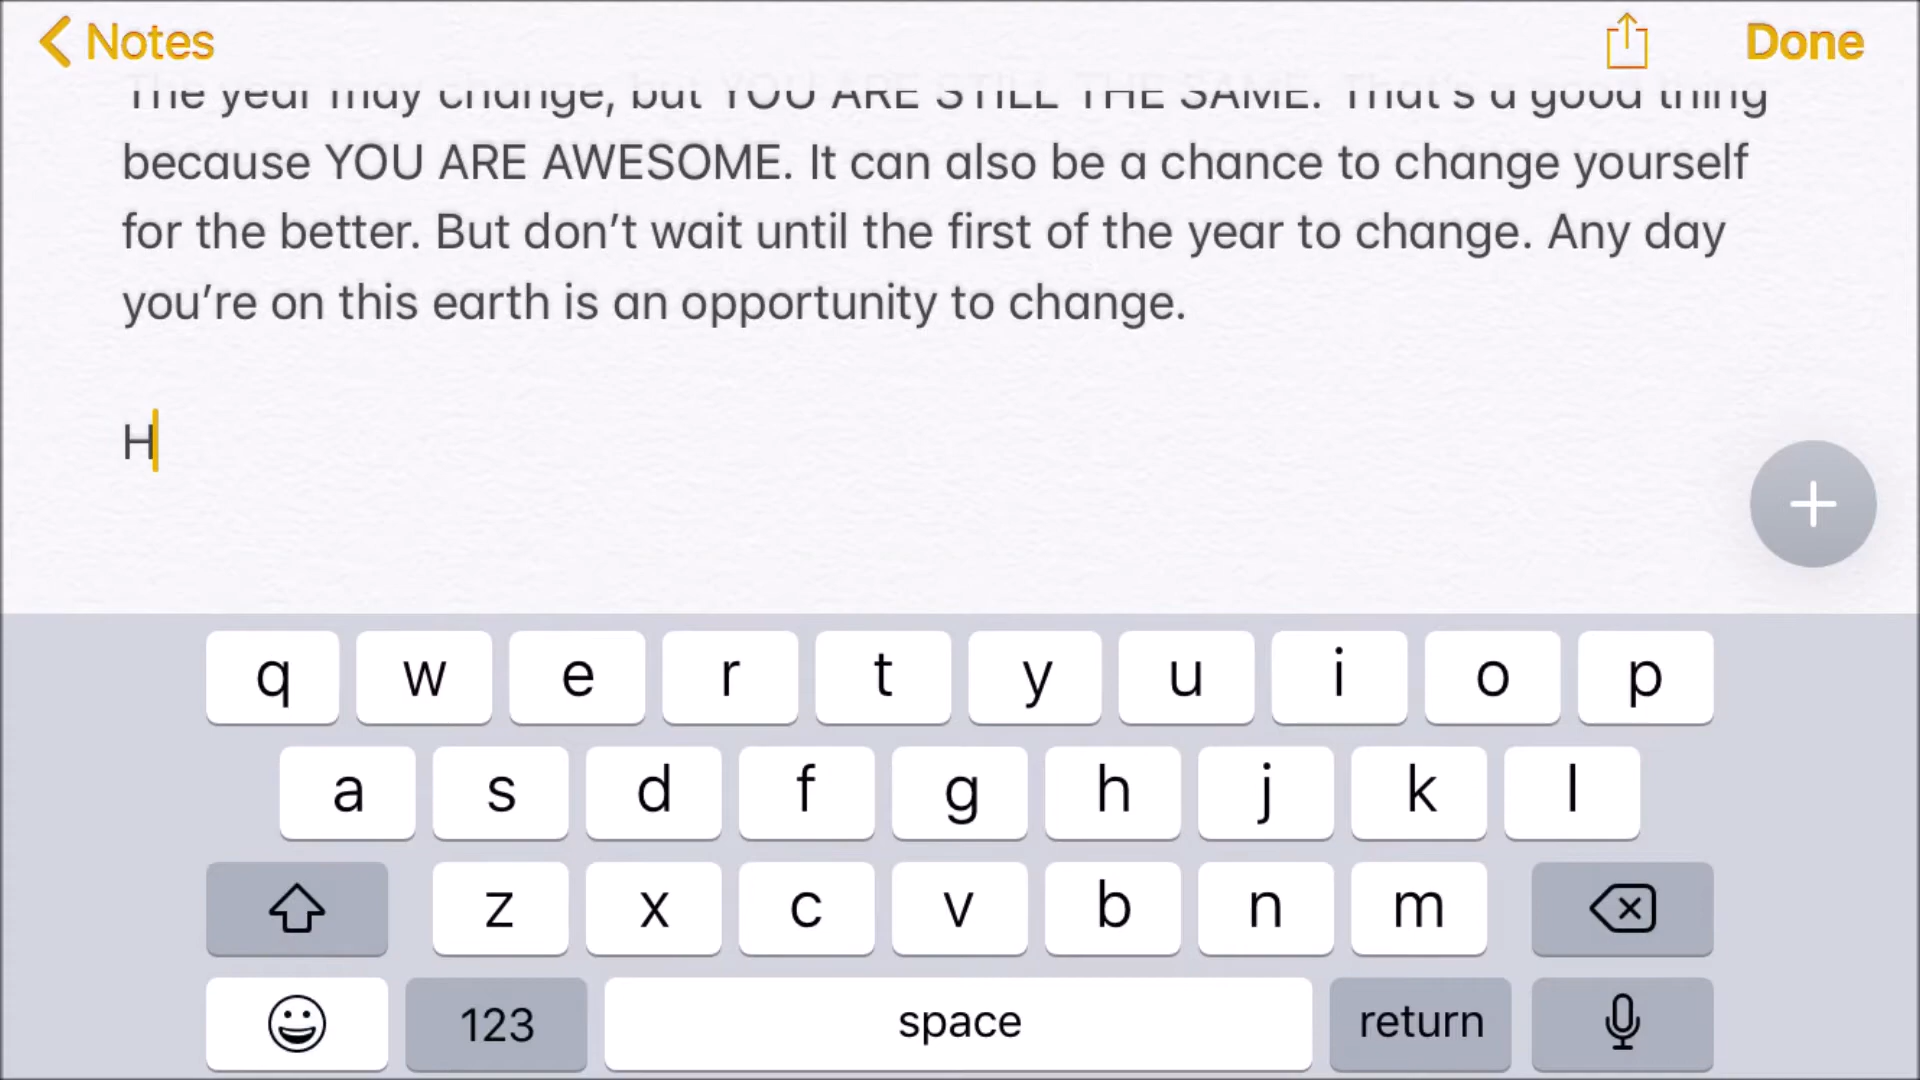 Notes
Done
The year may change, but YOU ARE STILL THE SAME. That's a good thing
because YOU ARE AWESOME. It can also be a chance to change yourself
for the better. But don’t wait until the first of the year to change. Any day
you’re on this earth is an opportunity to change.
H
q w e r t y u i o p
a s d f g h j k l
z x c v b n m
123 space return